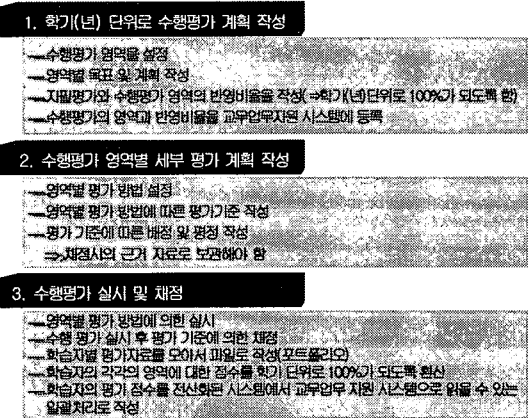 1. 학기(년) 단위로 수행평가 계획 작성
수행평가 영역을 설정
영역별 목표 및 계획 작성
지필평가와 수행평가 영역의 반영비율을 작성(⇒학기(년)단위로 100%가 되도록 함)
수행평가의 영역과 반영비율을 교무업무지원 시스템에 등록
2. 수행평가 영역별 세부 평가 계획 작성
영역별 평가 방법 설정
영역별 평가 방법에 따른 평가기준 작성
평가 기준에 따른 배점 및 평정 작성
⇒ 채점시의 근거 자료로 보관해야 함
3. 수행평가 실시 및 채점
영역별 평가 방법에 의한 실시
수행 평가 실시 후 평가 기준에 의한 채점
학습자별 평가자료를 모아서 파일로 작성(포트폴리오)
학습자의 각각의 영역에 대한 점수를 학기 단위로 100%가 되도록 환산
학습자의 평가 점수를 전산화된 시스템에서 교무업무 지원 시스템으로 읽을 수 있는
일괄처리로 작성